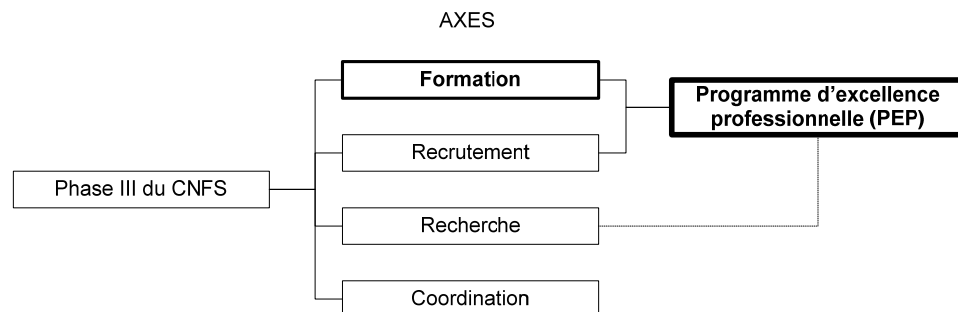 AXES
Formation
Programme d'excellence
professionnelle (PEP)
Recrutement
Phase III du CNFS
Recherche
Coordination